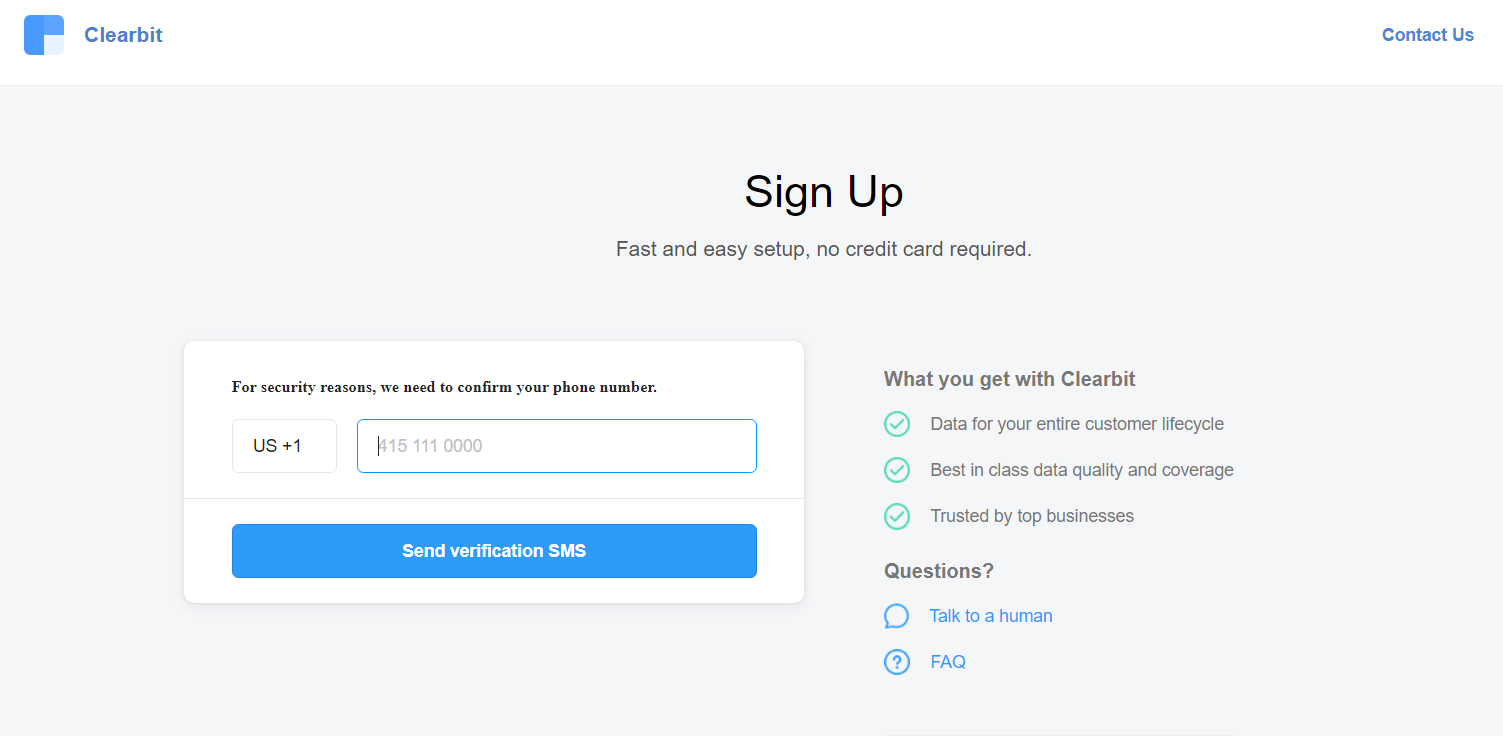 Clearbit
Contact Us
Sign Up
Fast and easy setup, no credit card required.
For security reasons, we need to confirm your phone number.
US +1
415 111 0000
Send verification SMS
What you get with Clearbit
Data for your entire customer lifecycle
Best in class data quality and coverage
Trusted by top businesses
Questions?
Talk to a human
FAQ